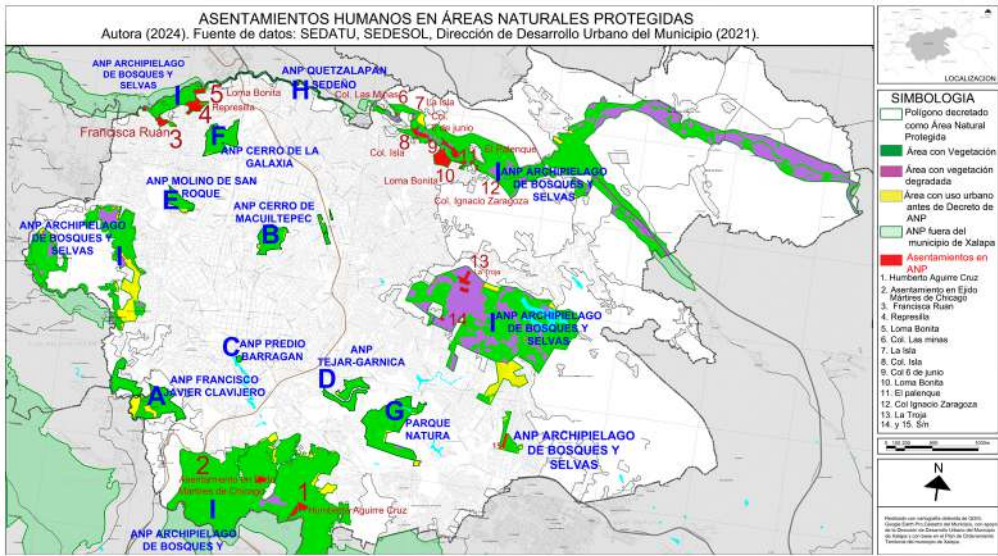 ASENTAMIENTOS HUMANOS EN ÁREAS NATURALES PROTEGIDAS
Autora (2024). Fuente de datos: SEDATU, SEDESOL, Dirección de Desarrollo Urbano del Municipio (2021).
ANP ARCHIPIELAGO
DE BOSQUES Y
SELVAS
I
5
Loma Bonita
4
Represilla
Francisca Ruan
3
F
ANP CERRO DE LA
GALAXIA
ANP QUETZALAPAN
SEDEÑO
H
Col. Las Minas
6
7
La Isla
Col.
6 de junio
8
9
Col. Isla
11
El Palenque
10
Loma Bonita
I
ANP ARCHIPIELAGO
DE BOSQUES Y
SELVAS
12
Col. Ignacio Zaragoza
ANP MOLINO DE SAN
ROQUE
E
ANP CERRO DE
MACUILTEPEC
B
ANP ARCHIPIELAGO
DE BOSQUES Y
SELVAS
I
13
La Troja
14
I
ANP ARCHIPIELAGO
DE BOSQUES Y
SELVAS
C
ANP PREDIO
BARRAGAN
ANP
TEJAR-GARNICA
D
ANP FRANCISCO
JAVIER CLAVIJERO
A
G
PARQUE
NATURA
15
ANP ARCHIPIELAGO
DE BOSQUES Y
SELVAS
2
Asentamiento en Ejido
Mártires de Chicago
1
Humberto Aguirre Cruz
I
ANP ARCHIPIELAGO
DE BOSQUES Y
LOCALIZACION
SIMBOLOGIA
Polígono decretado
como Área Natural
Protegida
Área con Vegetación
Área con vegetación
degradada
Área con uso urbano
antes de Decreto de
ANP
ANP fuera del
municipio de Xalapa
Asentamientos en
ANP
1. Humberto Aguirre Cruz
2. Asentamiento en Ejido
Mártires de Chicago
3. Francisca Ruan
4. Represilla
5. Loma Bonita
6. Col. Las minas
7. La Isla
8. Col. Isla
9. Col 6 de junio
10. Loma Bonita
11. El palenque
12. Col Ignacio Zaragoza
13. La Troja
14. y 15. S/n
N